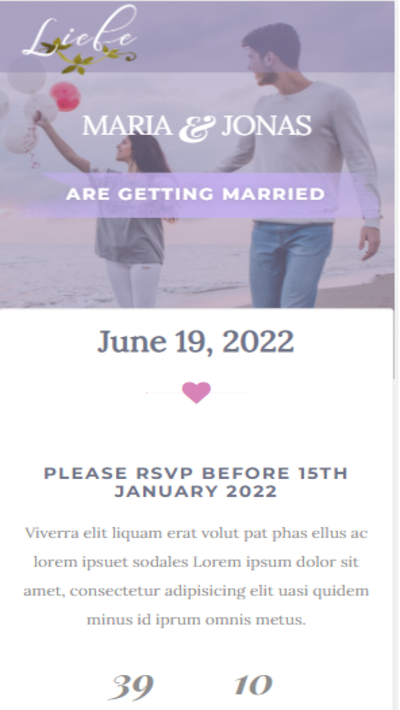 Liebe
MARIA & JONAS
ARE GETTING MARRIED
June 19, 2022
PLEASE RSVP BEFORE 15TH
JANUARY 2022
Viverra elit liquam erat volut pat phas ellus ac
lorem ipsuet sodales Lorem ipsum dolor sit
amet, consectetur adipisicing elit uasi quidem
minus id iprum omnis metus.
39 10